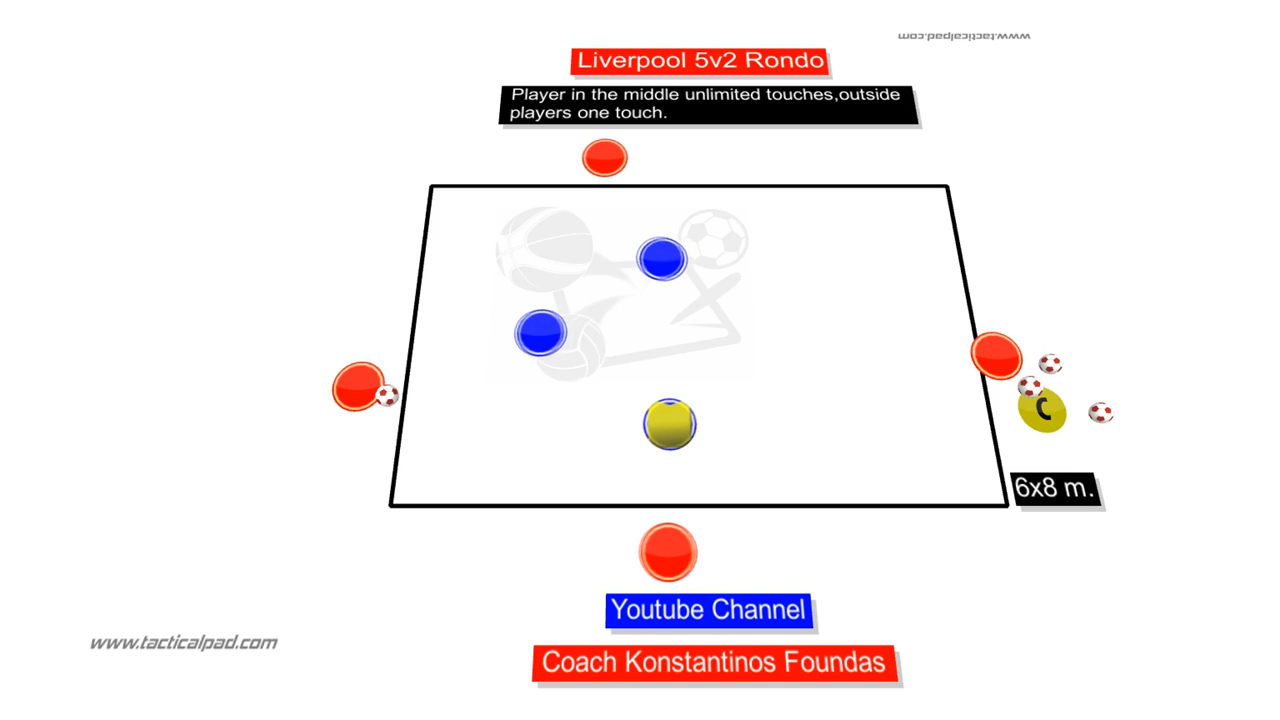 www.tacticalpad.com
Liverpool 5v2 Rondo
Player in the middle unlimited touches,outside
players one touch.
C
6x8 m.
Youtube Channel
www.tacticalpad.com
Coach Konstantinos Foundas